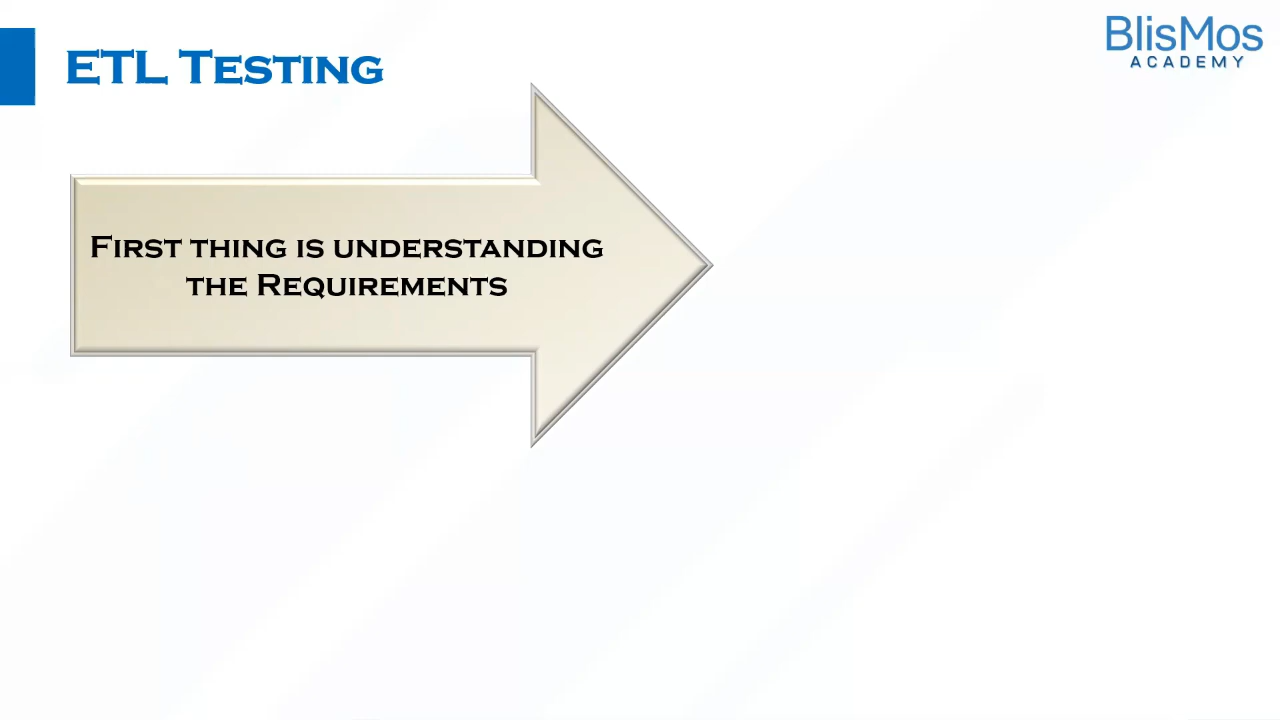 ETL Testing
BlisMos
ACADEMY
First thing is understanding
the Requirements